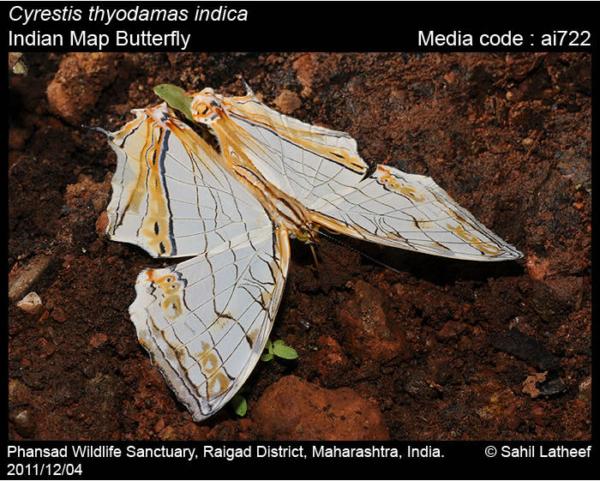 Cyrestis thyodamas indica
Indian Map Butterfly Media code : ai722
Phansad Wildlife Sanctuary, Raigad District, Maharashtra, India. © Sahil Latheef
2011/12/04